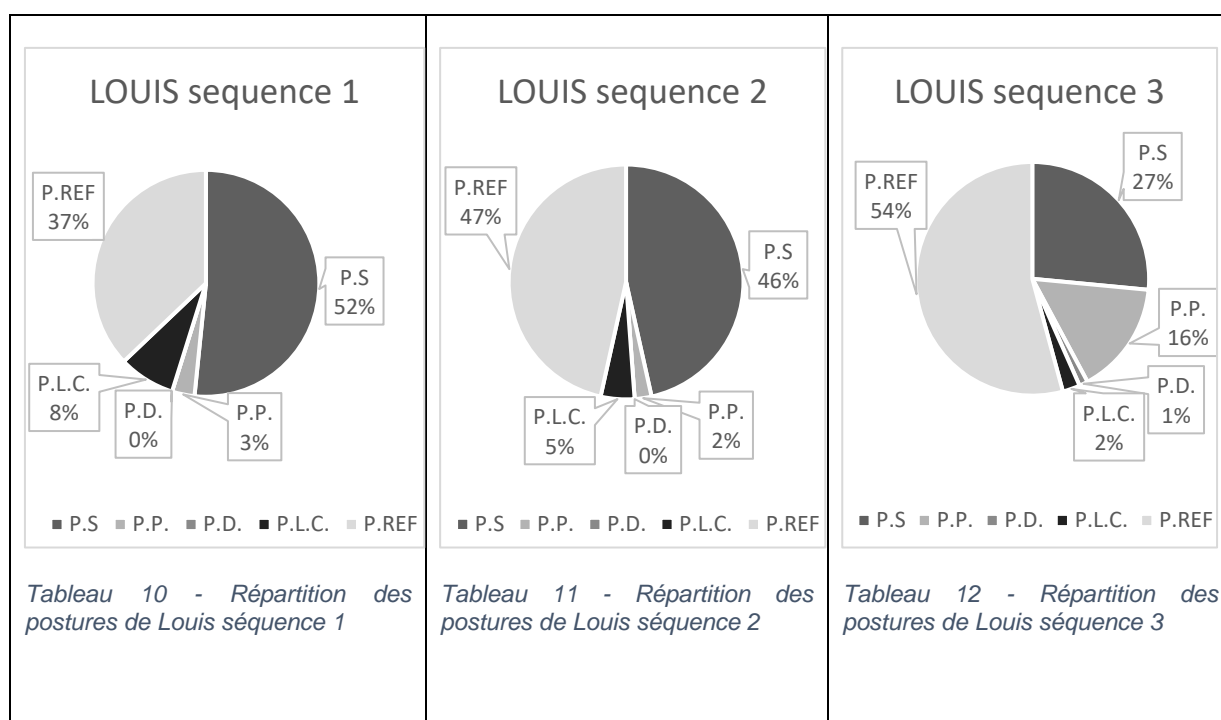 LOUIS sequence 1
P.REF
37%
P.S
52%
P.L.C.
8%
P.D.
0%
P.P.
3%
P.S P.P. P.D. P.L.C. P.REF
Tableau 10 - Répartition des
postures de Louis séquence 1
LOUIS sequence 2
P.REF
47%
P.S
46%
P.L.C.
5%
P.D.
0%
P.P.
2%
P.S P.P. P.D. P.L.C. P.REF
Tableau 11 - Répartition des
postures de Louis séquence 2
LOUIS sequence 3
P.S
27%
P.REF
54%
P.P.
16%
P.D.
1%
P.L.C.
2%
P.S P.P. P.D. P.L.C. P.REF
Tableau 12 - Répartition des
postures de Louis séquence 3